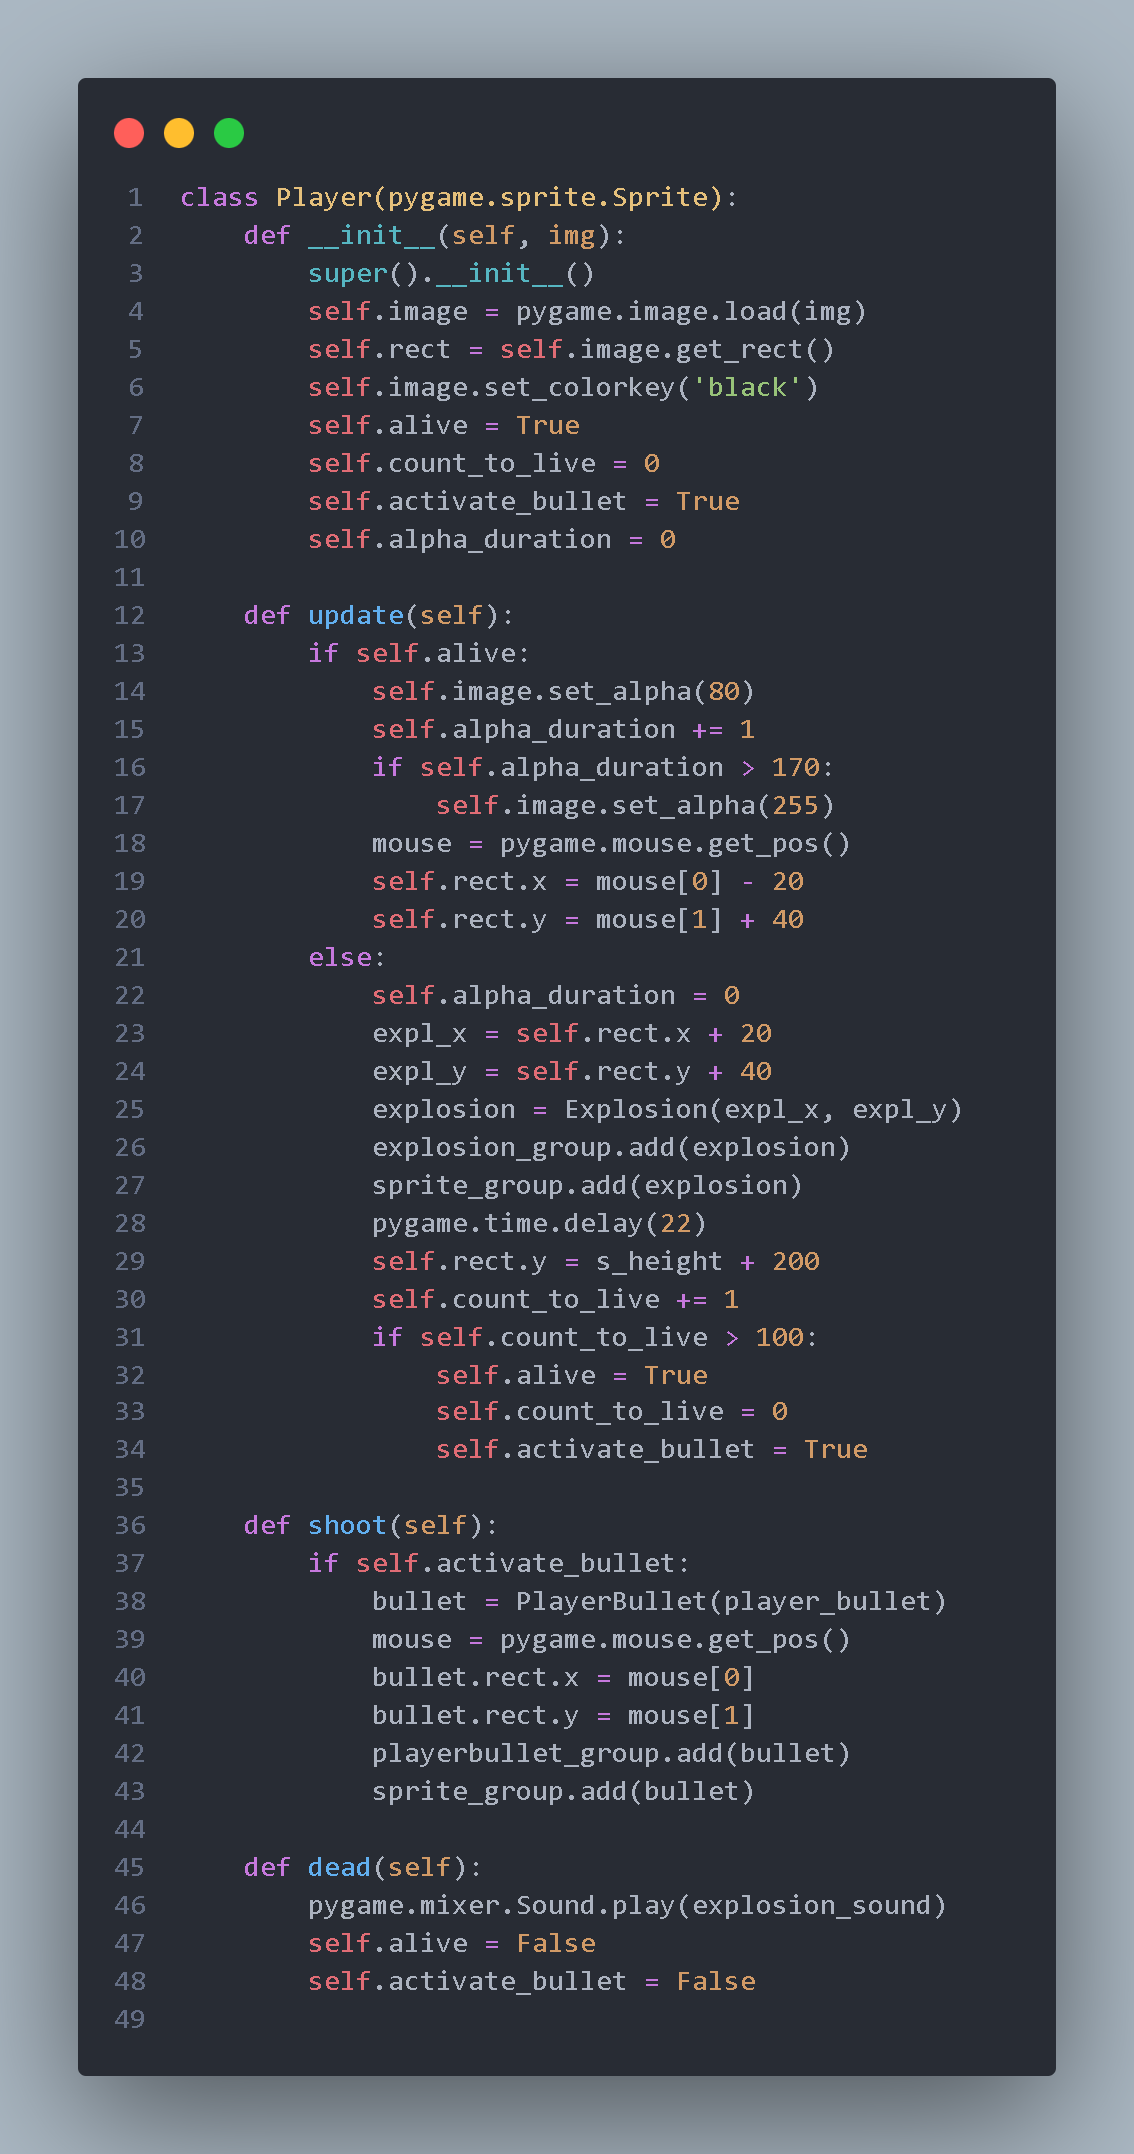 1 class Player(pygame.sprite.Sprite):
2     def __init__(self, img):
3         super().__init__()
4         self.image = pygame.image.load(img)
5         self.rect = self.image.get_rect()
6         self.image.set_colorkey('black')
7         self.alive = True
8         self.count_to_live = 0
9         self.activate_bullet = True
10         self.alpha_duration = 0
11
12     def update(self):
13         if self.alive:
14             self.image.set_alpha(80)
15             self.alpha_duration += 1
16             if self.alpha_duration > 170:
17                 self.image.set_alpha(255)
18             mouse = pygame.mouse.get_pos()
19             self.rect.x = mouse[0] - 20
20             self.rect.y = mouse[1] + 40
21         else:
22             self.alpha_duration = 0
23             expl_x = self.rect.x + 20
24             expl_y = self.rect.y + 40
25             explosion = Explosion(expl_x, expl_y)
26             explosion_group.add(explosion)
27             sprite_group.add(explosion)
28             pygame.time.delay(22)
29             self.rect.y = s_height + 200
30             self.count_to_live += 1
31             if self.count_to_live > 100:
32                 self.alive = True
33                 self.count_to_live = 0
34                 self.activate_bullet = True
35
36     def shoot(self):
37         if self.activate_bullet:
38             bullet = PlayerBullet(player_bullet)
39             mouse = pygame.mouse.get_pos()
40             bullet.rect.x = mouse[0]
41             bullet.rect.y = mouse[1]
42             playerbullet_group.add(bullet)
43             sprite_group.add(bullet)
44
45     def dead(self):
46         pygame.mixer.Sound.play(explosion_sound)
47         self.alive = False
48         self.activate_bullet = False
49